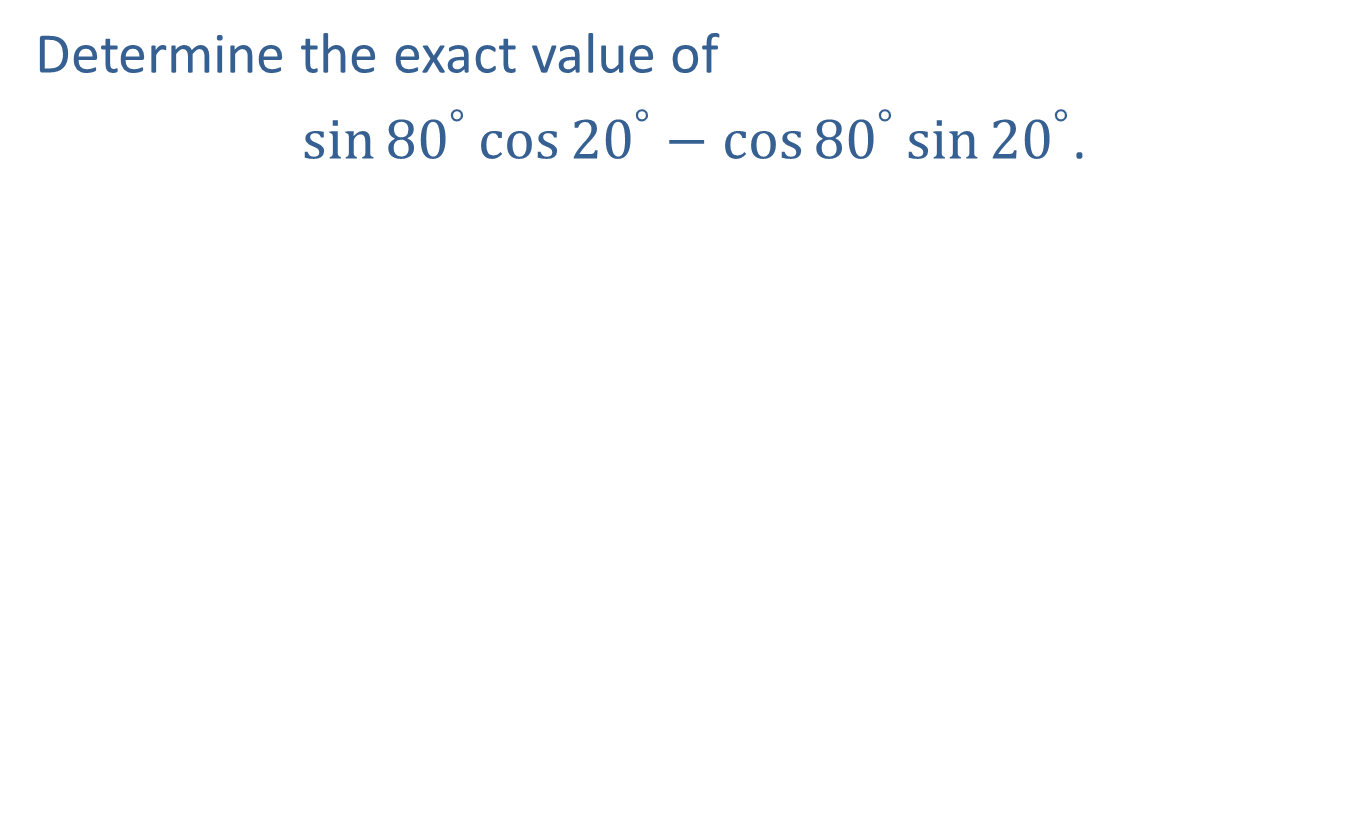 Determine the exact value of
sin 80° cos 20° − cos 80° sin 20°.